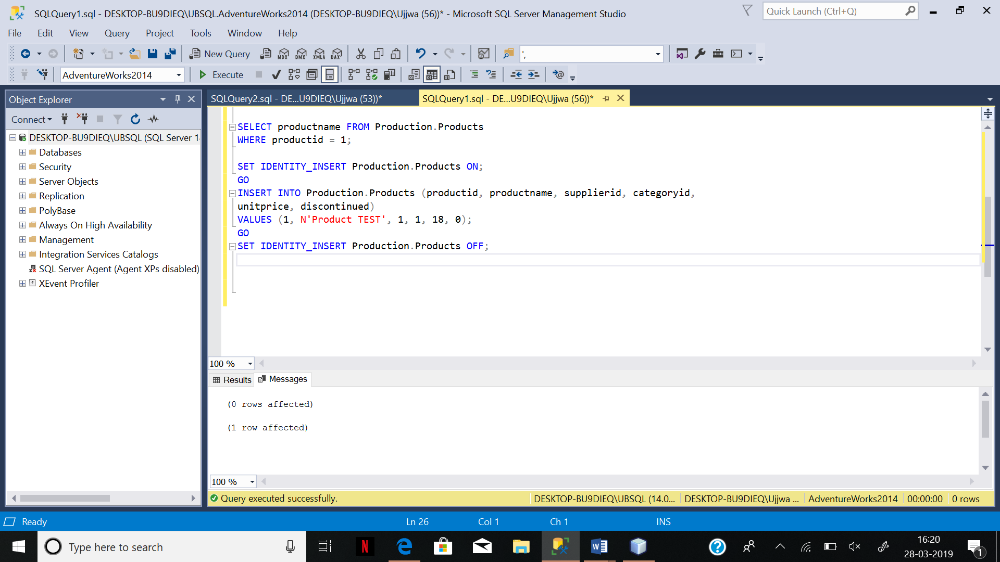 SQLQuery1.sql - DESKTOP-BU9DIEQ\UBSQL.AdventureWorks2014 (DESKTOP-BU9DIEQ\Ujjwa (56))* - Microsoft SQL Server Management Studio
Quick Launch (Ctrl+Q)
File Edit View Query Project Tools Window Help
New Query MDX DMX XMLA DAX ',
AdventureWorks2014 Execute
Object Explorer
Connect
DESKTOP-BU9DIEQ\UBSQL (SQL Server 1
Databases
Security
Server Objects
Replication
PolyBase
Always On High Availability
Management
Integration Services Catalogs
SQL Server Agent (Agent XPs disabled)
XEvent Profiler
SQLQuery2.sql - DE...U9DIEQ\Ujjwa (53))* SQLQuery1.sql - DE...U9DIEQ\Ujjwa (56))*
SELECT productname FROM Production.Products
WHERE productid = 1;
SET IDENTITY_INSERT Production.Products ON;
GO
INSERT INTO Production.Products (productid, productname, supplierid, categoryid,
unitprice, discontinued)
VALUES (1, N'Product TEST', 1, 1, 18, 0);
GO
SET IDENTITY_INSERT Production.Products OFF;
100 %
Results Messages
(0 rows affected)
(1 row affected)
100 %
Query executed successfully. DESKTOP-BU9DIEQ\UBSQL (14.0... DESKTOP-BU9DIEQ\Ujjwa ... AdventureWorks2014 00:00:00 0 rows
Ready Ln 26 Col 1 Ch 1 INS
Type here to search
16:20
28-03-2019
1